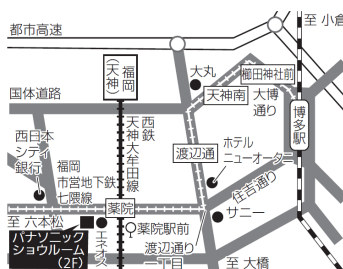 都市高速
至 小倉
福岡
(天神)
大丸
櫛田神社前
国体道路
天神南
大博
通り
博多駅
西日本
シティ
銀行
西鉄
天神大牟田線
渡辺通
ホテル
ニューオータニ
福岡
市営地下鉄
七隈線
住吉通り
薬院
サニー
至 六本松
薬院駅前
パナソニック
ショウルーム
(2F)
エネオス
渡辺通り
一丁目
至 大橋